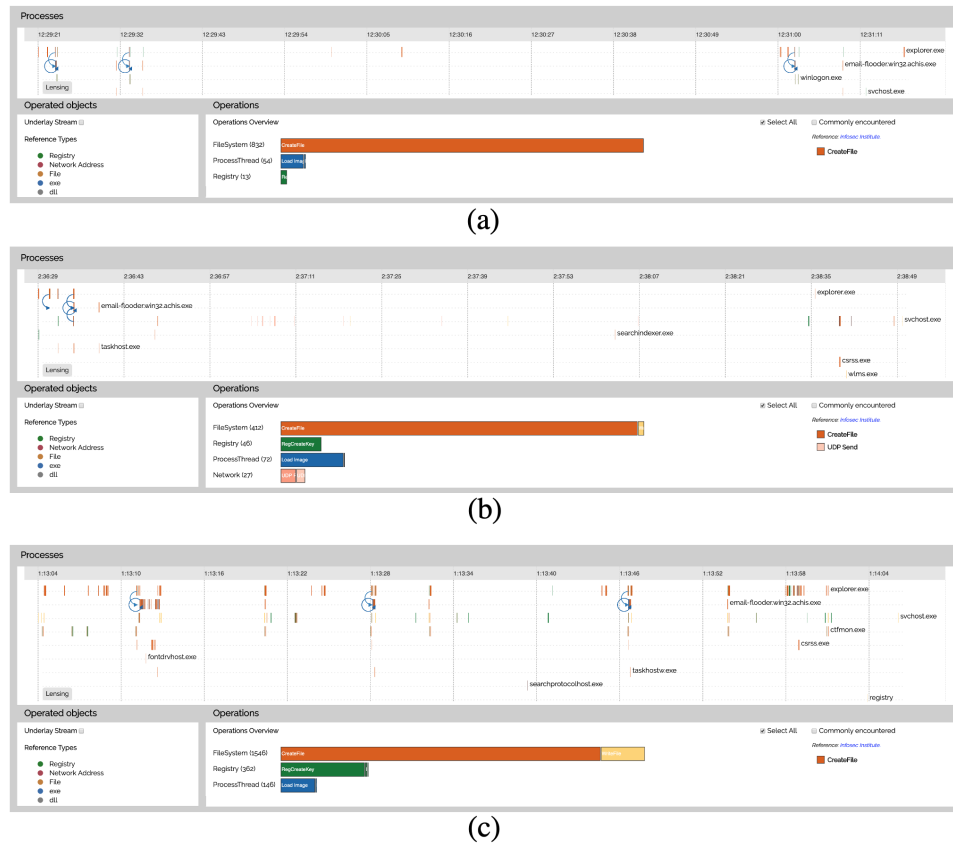 Processes
12:29:21 12:29:32 12:29:43 12:29:54 12:30:05 12:30:16 12:30:27 12:30:38 12:30:49 12:31:00 12:31:11
explorer.exe
email-flooder.win32.achis.exe
winlogon.exe
Lensing
svchost.exe
Operated objects Operations
Underlay Stream Operations Overview Select All Commonly encountered
Reference Types
Reference: Infosec Institute
FileSystem (832) CreateFile CreateFile
Registry
ProcessThread (54) Load Imag
Network Address
Registry (13) Re
File
exe
dll
(a)
Processes
2:36:29 2:36:43 2:36:57 2:37:11 2:37:25 2:37:39 2:37:53 2:38:07 2:38:21 2:38:35 2:38:49
explorer.exe
email-flooder.win32.achis.exe
svchost.exe
searchindexer.exe
taskhost.exe
csrss.exe
Lensing
wlms.exe
Operated objects Operations
Underlay Stream Operations Overview Select All Commonly encountered
Reference Types
Reference: Infosec Institute
FileSystem (412) CreateFile CreateFile
Registry
Registry (46) RegCreateKey UDP Send
Network Address
ProcessThread (72) Load Image
File
exe
Network (27) UDP
dll
(b)
Processes
1:13:04 1:13:10 1:13:16 1:13:22 1:13:28 1:13:34 1:13:40 1:13:46 1:13:52 1:13:58 1:14:04
explorer.exe
email-flooder.win32.achis.exe
svchost.exe
ctfmon.exe
csrss.exe
fontdrvhost.exe
taskhostw.exe
searchprotocolhost.exe
Lensing
registry
Operated objects Operations
Underlay Stream Operations Overview Select All Commonly encountered
Reference Types
Reference: Infosec Institute
FileSystem (1546) CreateFile WriteFile CreateFile
Registry
Registry (362) RegCreateKey
Network Address
File
ProcessThread (146) Load Image
exe
dll
(c)